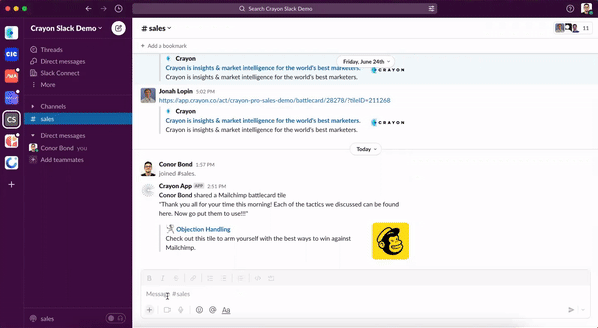 Search Crayon Slack Demo
Crayon Slack Demo
Threads
Direct messages
Slack Connect
More
Channels
sales
Direct messages
Conor Bond you
Add teammates
sales
CIC
CS
# sales
11
+ Add a bookmark
Crayon
Friday, June 24th
Crayon is insights & market intelligence for the world's best marketers.
Crayon is insights & market intelligence for the world's best marketers.
CRAYON
Jonah Lopin 5:02 PM
https://app.crayon.co/act/crayon-pro-sales-demo/battlecard/28278/?tileID=211268
Crayon
Crayon is insights & market intelligence for the world's best marketers.
Crayon is insights & market intelligence for the world's best marketers.
CRAYON
Today
Conor Bond 1:57 PM
joined #sales.
Crayon App APP 2:51 PM
Conor Bond shared a Mailchimp battlecard tile
"Thank you all for your time this morning! Each of the tactics we discussed can be found
here. Now go put them to use!!!"
Objection Handling
Check out this tile to arm yourself with the best ways to win against
Mailchimp.
Message #sales
Aa